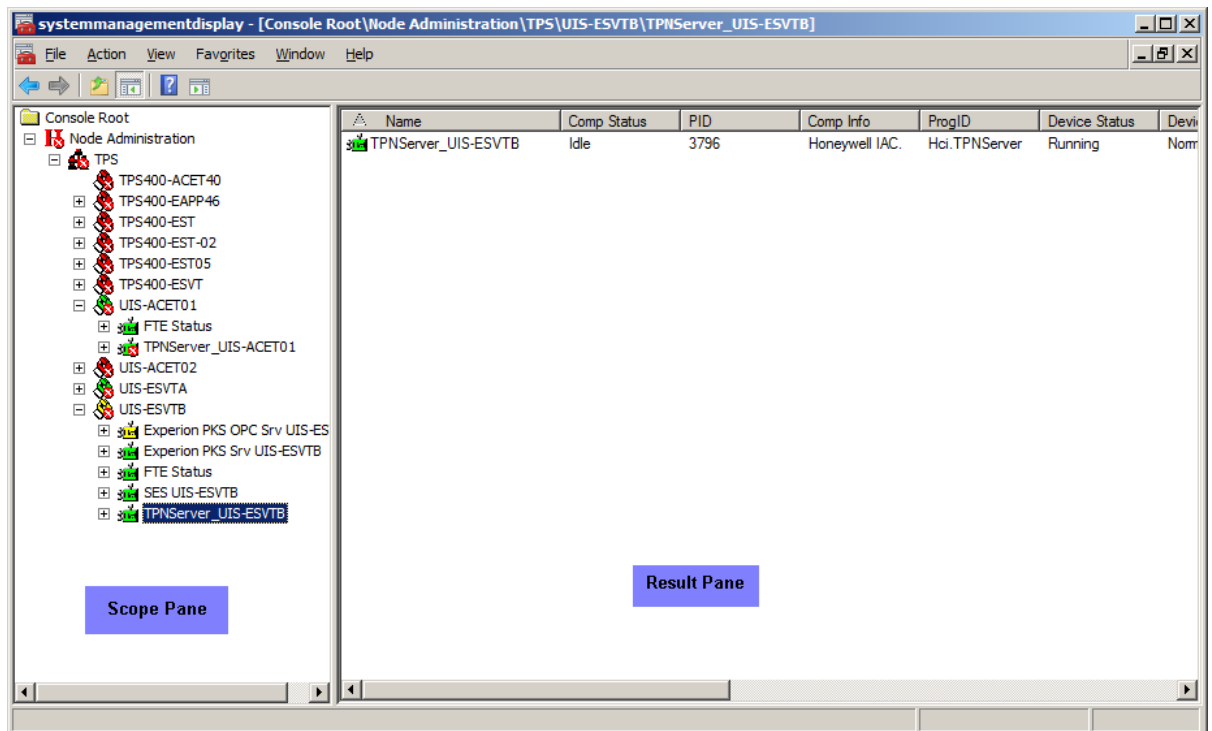 systemmanagementdisplay - [Console Root\Node Administration\TPS\UIS-ESVTB\TPNServer_UIS-ESVTB]
File Action View Favorites Window Help
Console Root
Node Administration
TPS
TPS400-ACET40
TPS400-EAPP46
TPS400-EST
TPS400-EST-02
TPS400-EST05
TPS400-ESVT
UIS-ACET01
FTE Status
TPNServer_UIS-ACET01
UIS-ACET02
UIS-ESVTA
UIS-ESVTB
Experion PKS OPC Srv UIS-ES
Experion PKS Srv UIS-ESVTB
FTE Status
SES UIS-ESVTB
TPNServer_UIS-ESVTB
Scope Pane
Name Comp Status PID Comp Info ProgID Device Status Devi
TPNServer_UIS-ESVTB Idle 3796 Honeywell IAC. Hci.TPNServer Running Norm
Result Pane